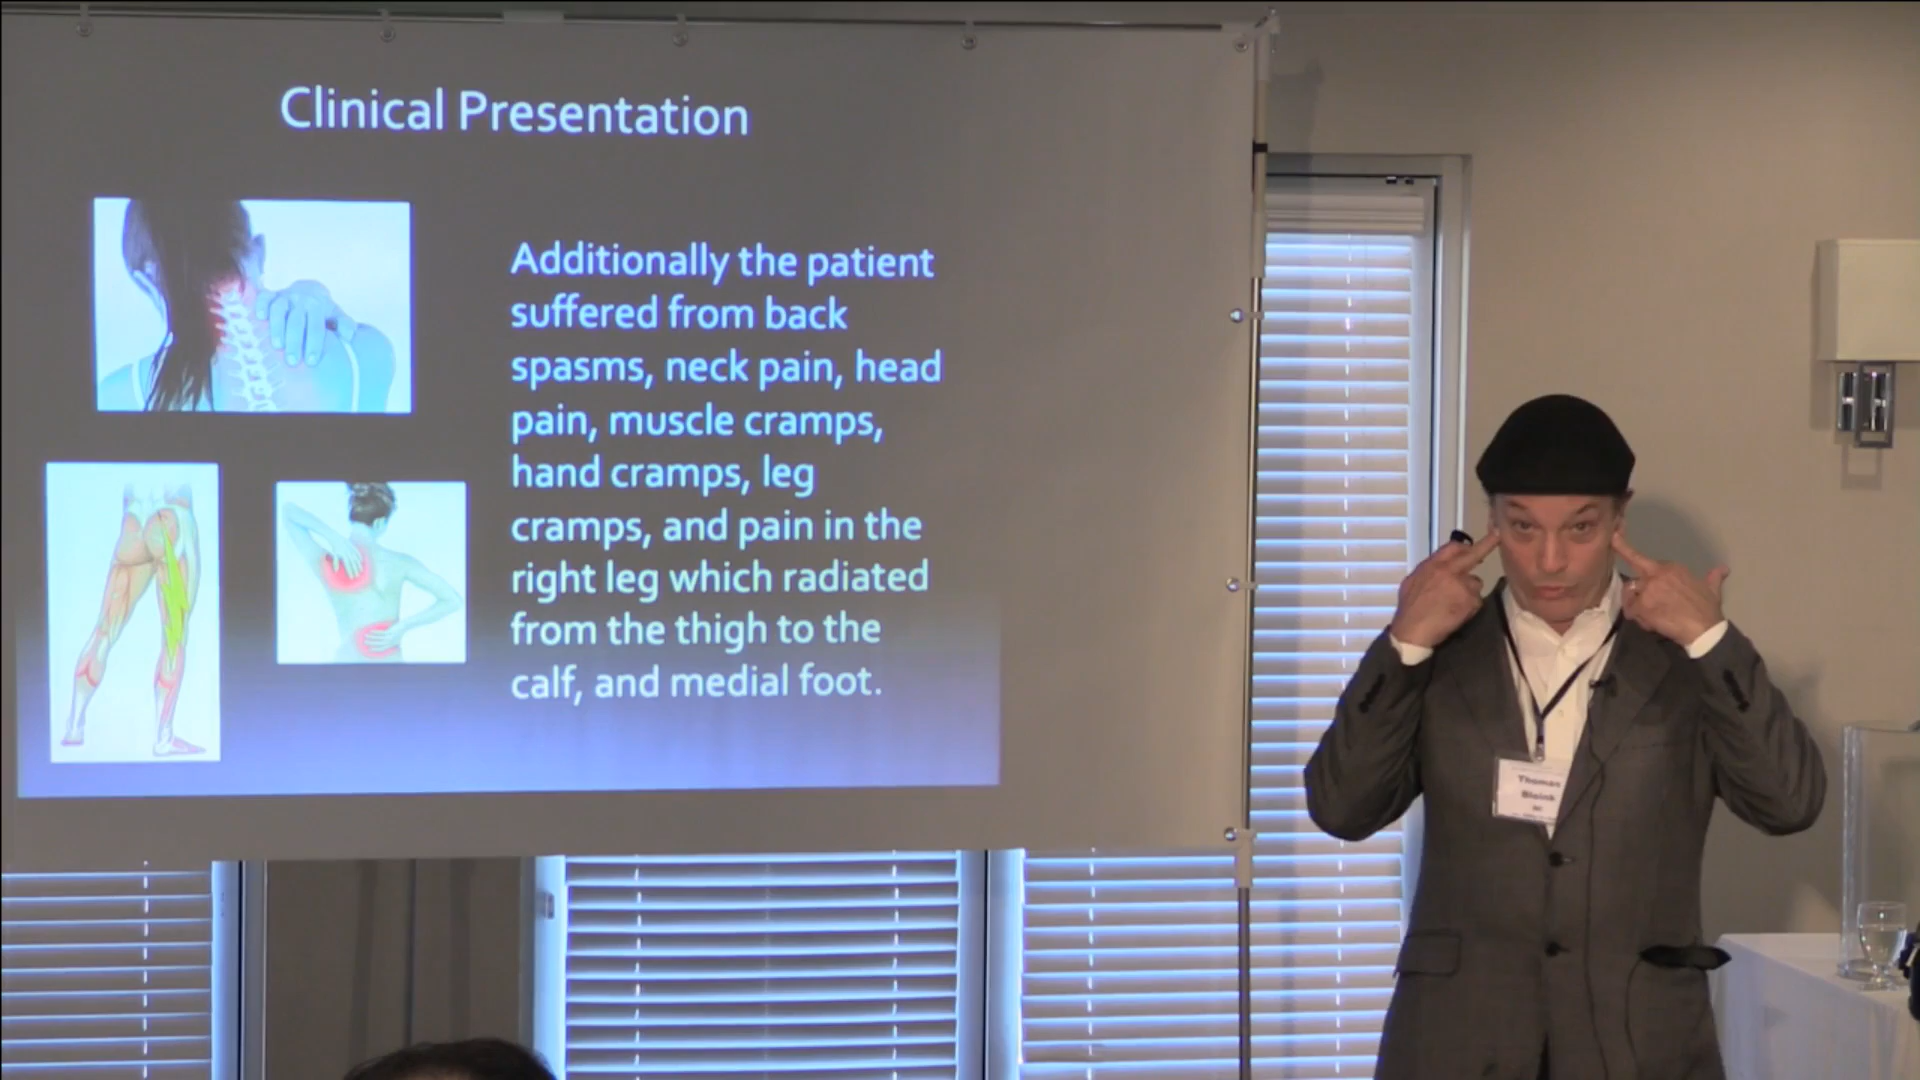 Clinical Presentation
Additionally the patient
suffered from back
spasms, neck pain, head
pain, muscle cramps,
hand cramps, leg
cramps, and pain in the
right leg which radiated
from the thigh to the
calf, and medial foot.
Thomas